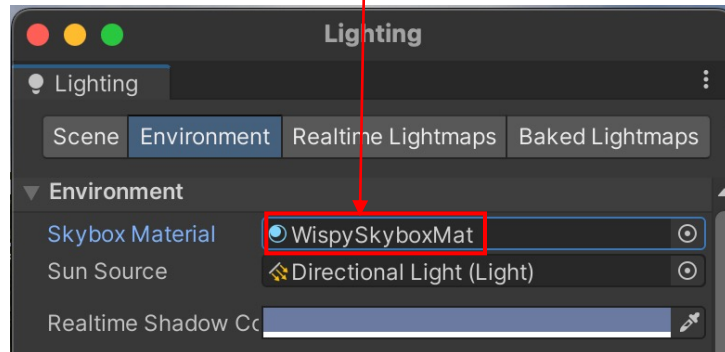 Lighting
Lighting
Scene Environment Realtime Lightmaps Baked Lightmaps
Environment
Skybox Material WispySkyboxMat
Sun Source Directional Light (Light)
Realtime Shadow Cc